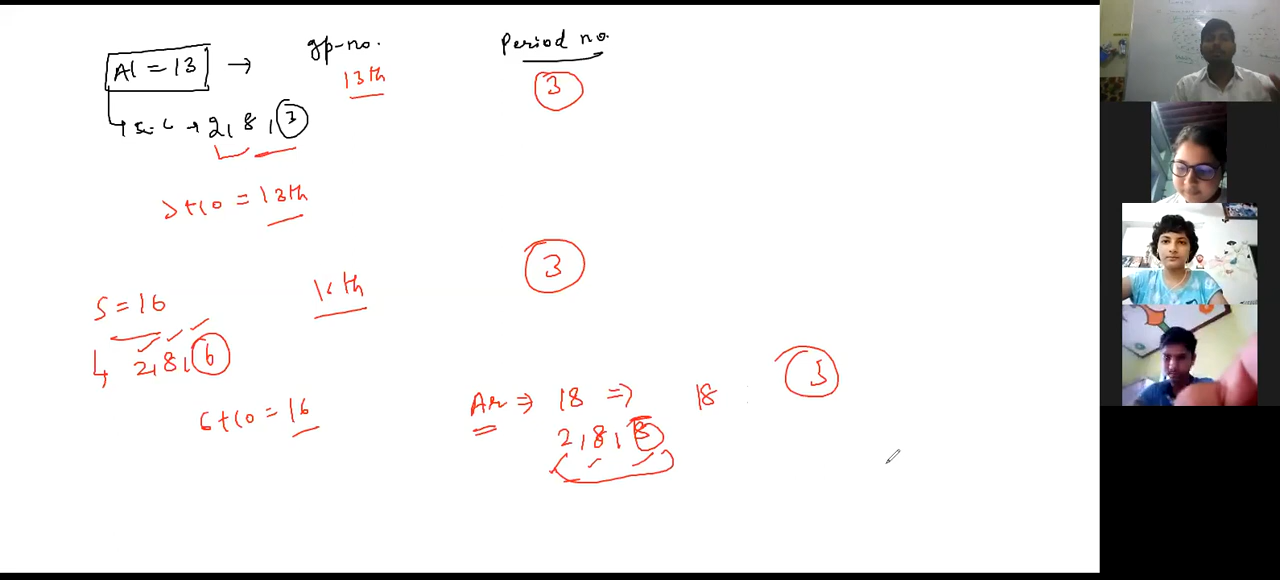 gp-no. Period no.
Al = 13 → 13th 3
→ 2, 8, 3
3+10 = 13th
3
S = 16 16th
↳ 2, 8, 6
6+10 = 16
Ar ⇒ 18 ⇒ 18 3
2, 8, 8